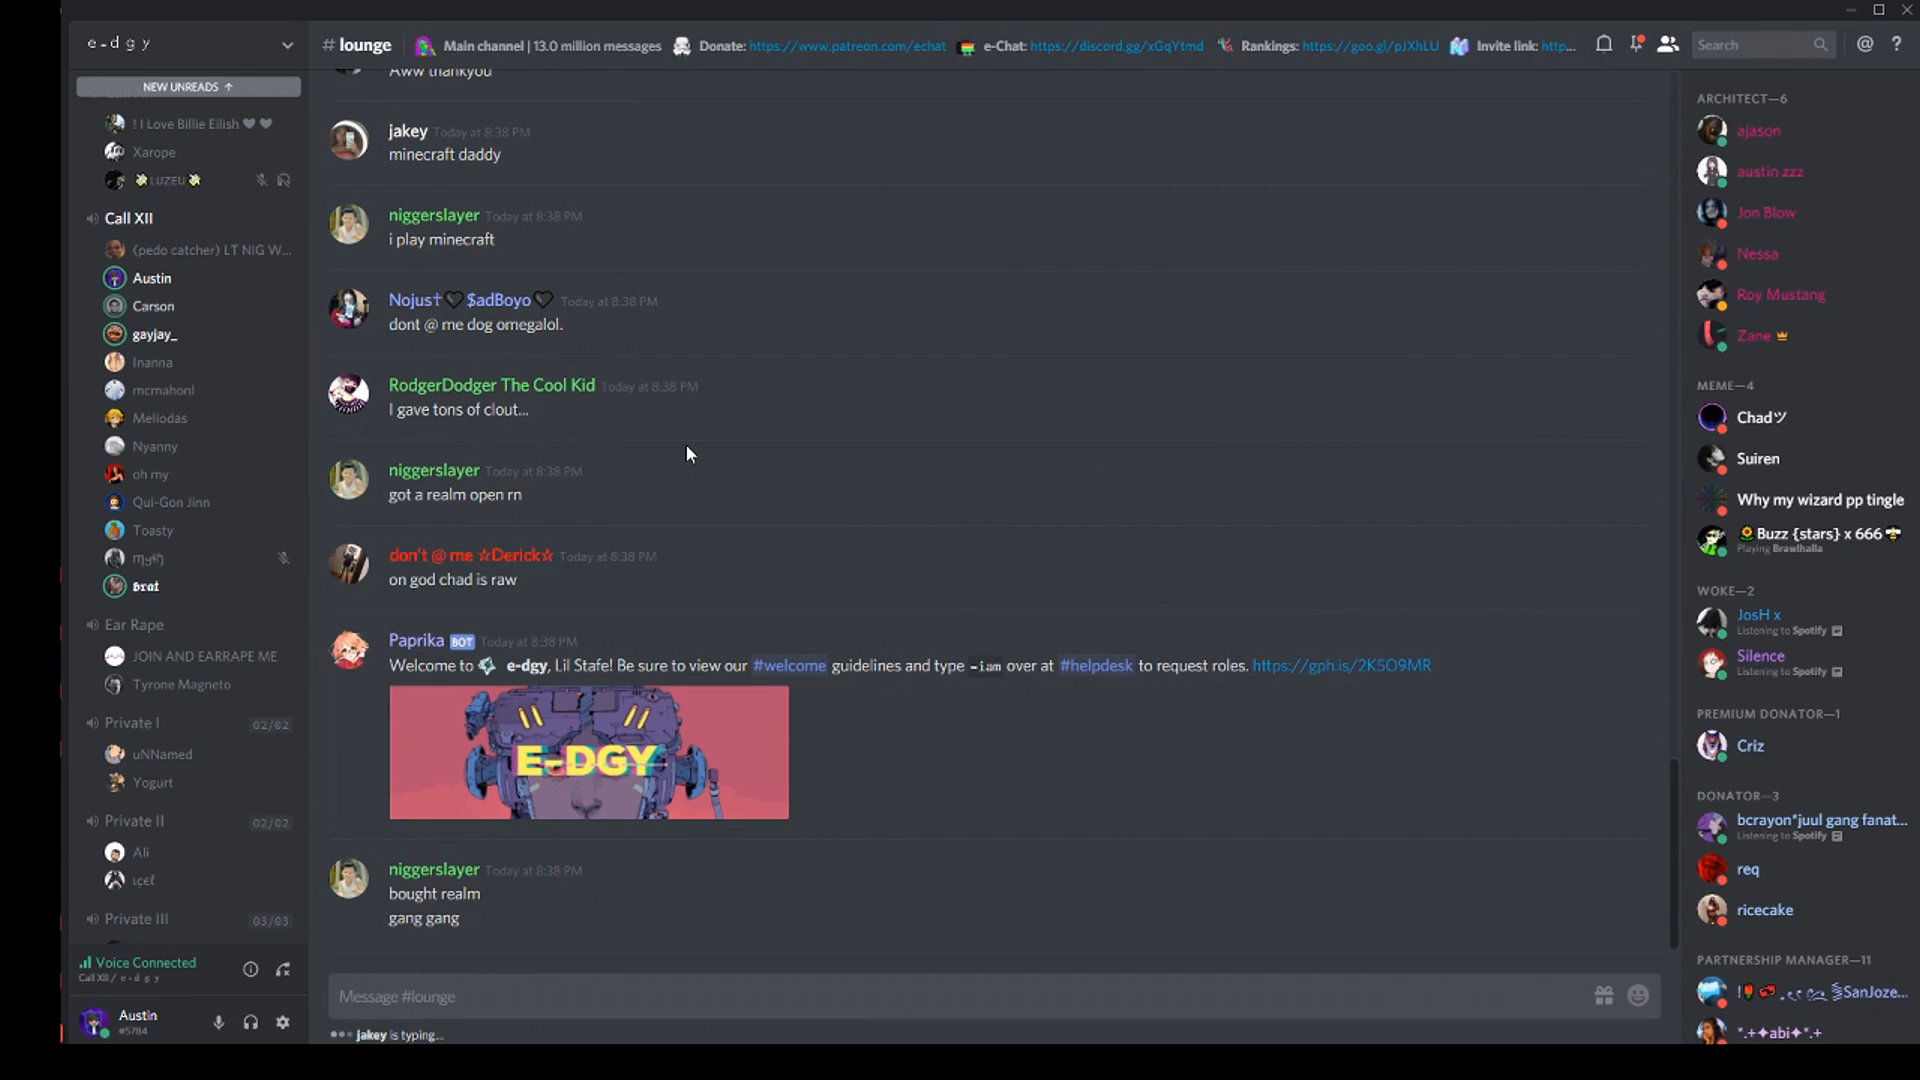 e - d g y
# lounge
Main channel | 13.0 million messages
Donate: https://www.patreon.com/echat
e-Chat: https://discord.gg/xGqYtmd
Rankings: https://goo.gl/pJXhLU
Invite link: http...
Search
NEW UNREADS ↑
! I Love Billie Eilish
Xarope
LUZEU
Call XII
(pedo catcher) LT NIG W...
Austin
Carson
gayjay_
Inanna
mcmahonl
Meliodas
Nyanny
oh my
Qui-Gon Jinn
Toasty
Brat
Ear Rape
JOIN AND EARRAPE ME
Tyrone Magneto
Private I 02/02
uNNamed
Yogurt
Private II 02/02
Ali
Private III 03/03
Voice Connected
Call XII / e - d g y
Austin
#5784
Aww thankyou
jakey Today at 8:38 PM
minecraft daddy
niggerslayer Today at 8:38 PM
i play minecraft
Nojus†🖤 $adBoyo🖤 Today at 8:38 PM
dont @ me dog omegalol.
RodgerDodger The Cool Kid Today at 8:38 PM
I gave tons of clout...
niggerslayer Today at 8:38 PM
got a realm open rn
don't @ me ☆Derick☆ Today at 8:38 PM
on god chad is raw
Paprika BOT Today at 8:38 PM
Welcome to e-dgy, Lil Stafe! Be sure to view our #welcome guidelines and type -iam over at #helpdesk to request roles. https://gph.is/2K5O9MR
E-DGY
niggerslayer Today at 8:38 PM
bought realm
gang gang
Message #lounge
jakey is typing...
ARCHITECT—6
ajason
austin zzz
Jon Blow
Nessa
Roy Mustang
Zane
MEME—4
Chadツ
Suiren
Why my wizard pp tingle
Buzz {stars} x 666
Playing Brawlhalla
WOKE—2
JosH x
Listening to Spotify
Silence
Listening to Spotify
PREMIUM DONATOR—1
Criz
DONATOR—3
bcrayon*juul gang fanat...
Listening to Spotify
req
ricecake
PARTNERSHIP MANAGER—11
SanJoze...
*.+✦abi✦*.+